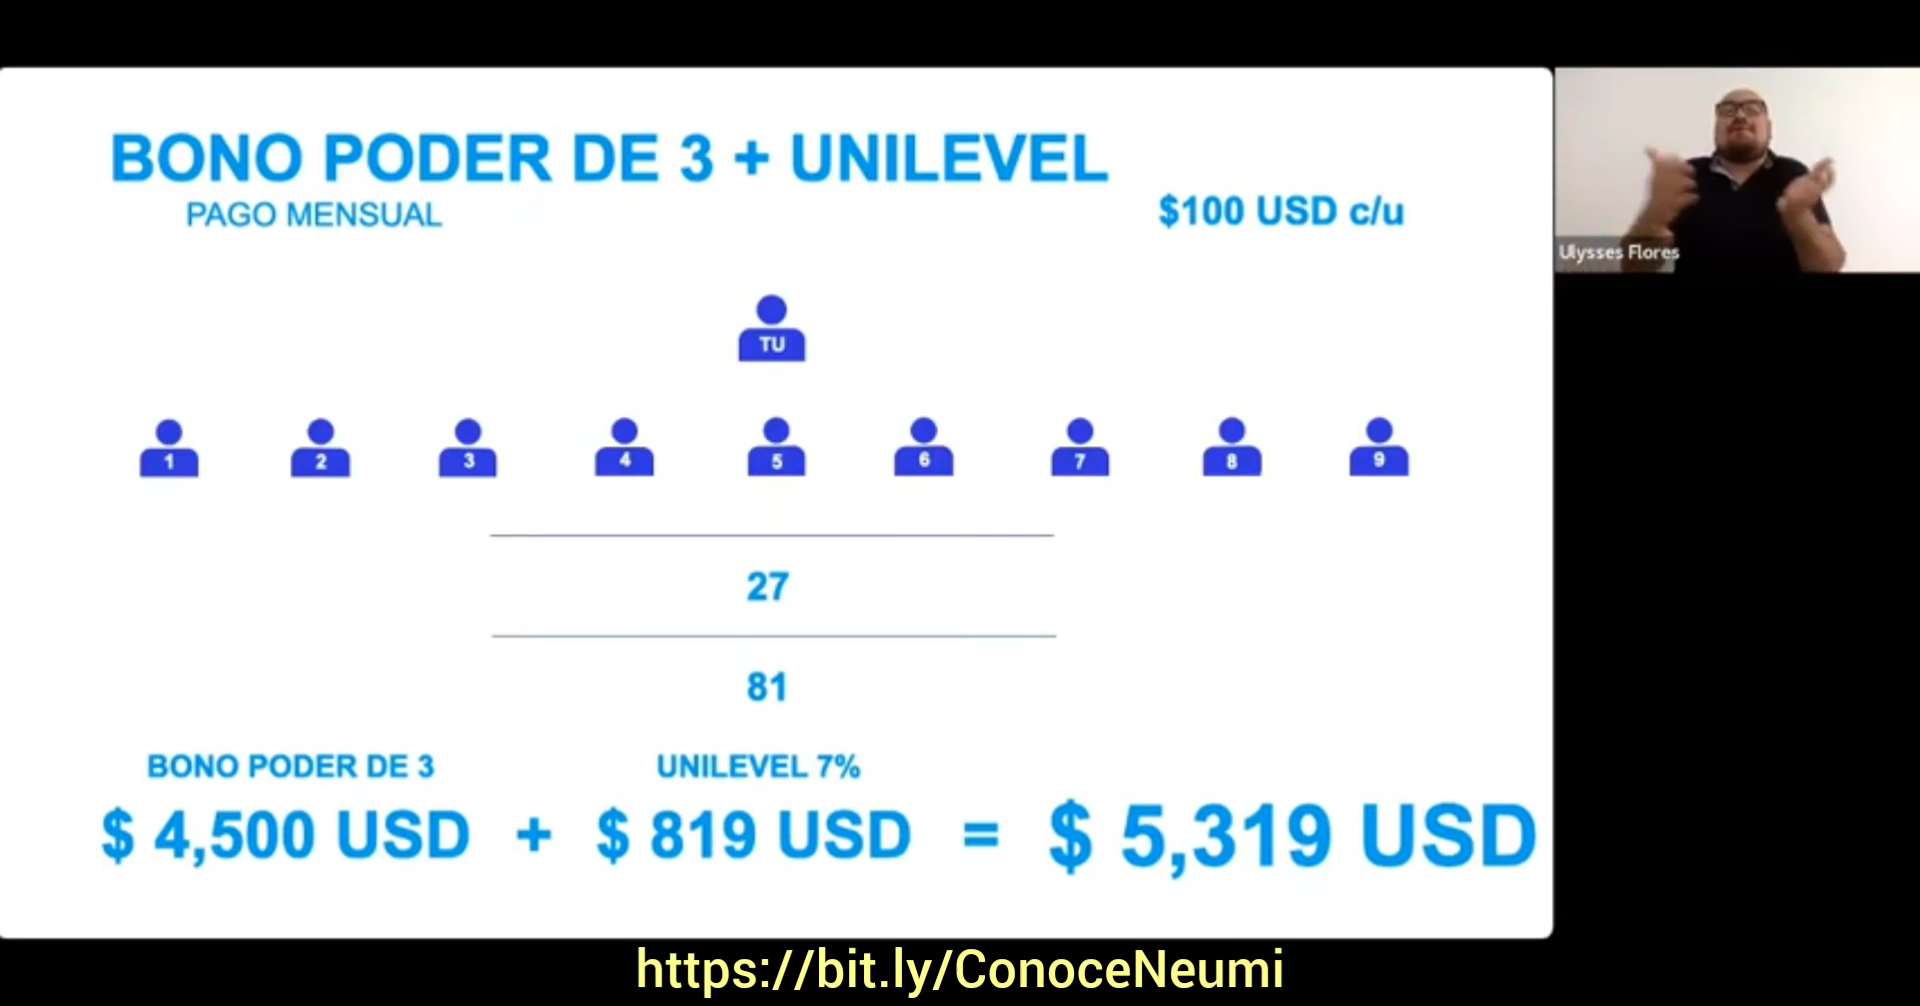 BONO PODER DE 3 + UNILEVEL
PAGO MENSUAL
$100 USD c/u
Ulysses Flores
TU
1 2 3 4 5 6 7 8 9
27
81
BONO PODER DE 3 UNILEVEL 7%
$ 4,500 USD + $ 819 USD = $ 5,319 USD
https://bit.ly/ConoceNeumi